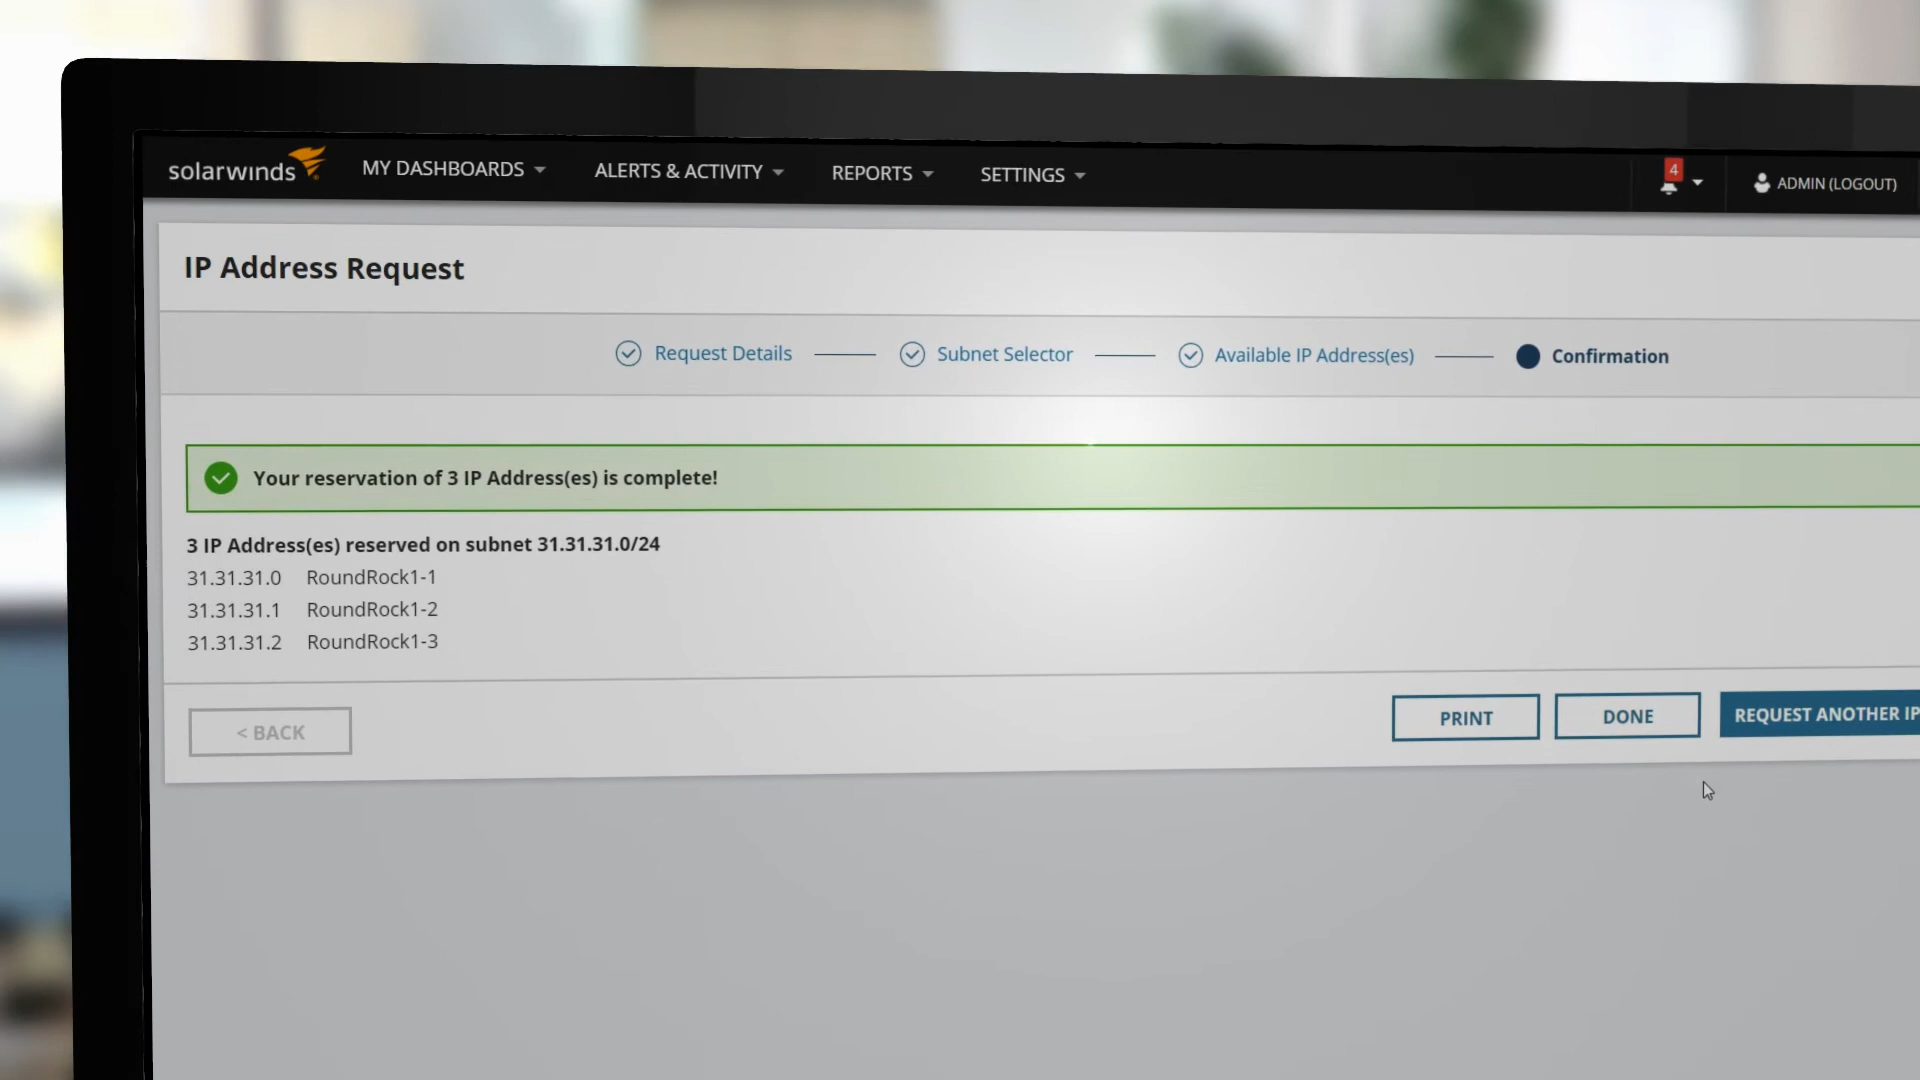 solarwinds MY DASHBOARDS ALERTS & ACTIVITY REPORTS SETTINGS 4 ADMIN (LOGOUT)
IP Address Request
Request Details Subnet Selector Available IP Address(es) Confirmation
Your reservation of 3 IP Address(es) is complete!
3 IP Address(es) reserved on subnet 31.31.31.0/24
31.31.31.0 RoundRock1-1
31.31.31.1 RoundRock1-2
31.31.31.2 RoundRock1-3
< BACK PRINT DONE REQUEST ANOTHER IP